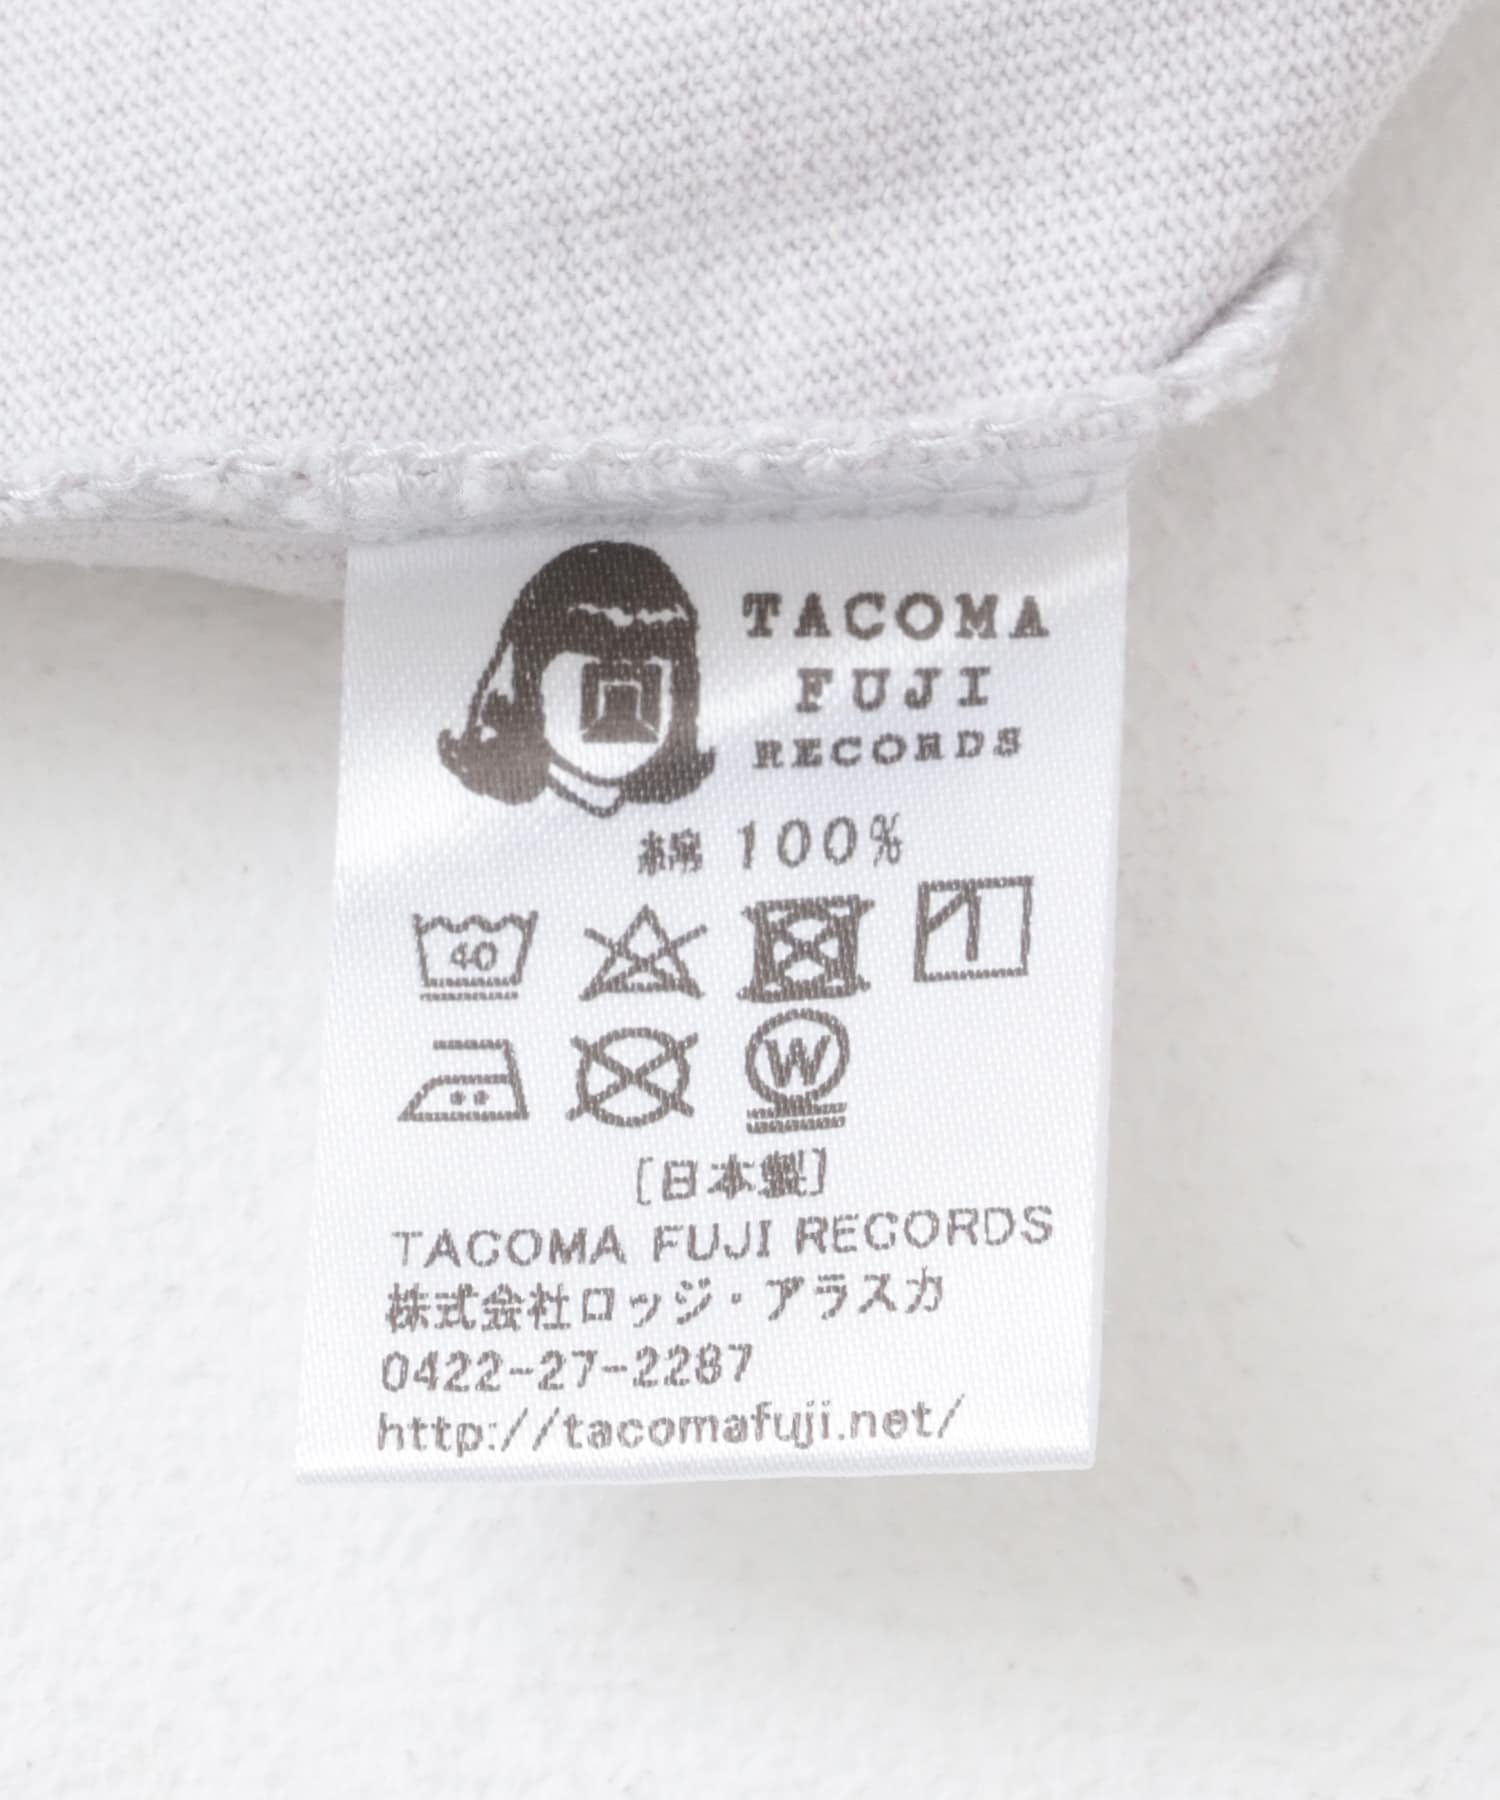 TACOMA
FUJI
RECORDS
綿 100%
40
W
[日本製]
TACOMA FUJI RECORDS
株式会社ロッジ・アラスカ
0422-27-2287
http://tacomafuji.net/